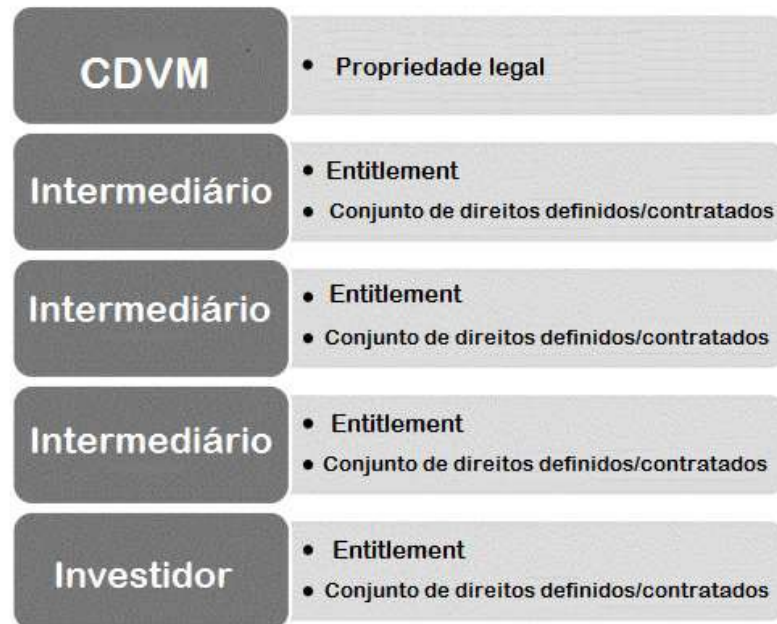 CDVM
• Propriedade legal
Intermediário
• Entitlement
• Conjunto de direitos definidos/contratados
Intermediário
• Entitlement
• Conjunto de direitos definidos/contratados
Intermediário
• Entitlement
• Conjunto de direitos definidos/contratados
Investidor
• Entitlement
• Conjunto de direitos definidos/contratados